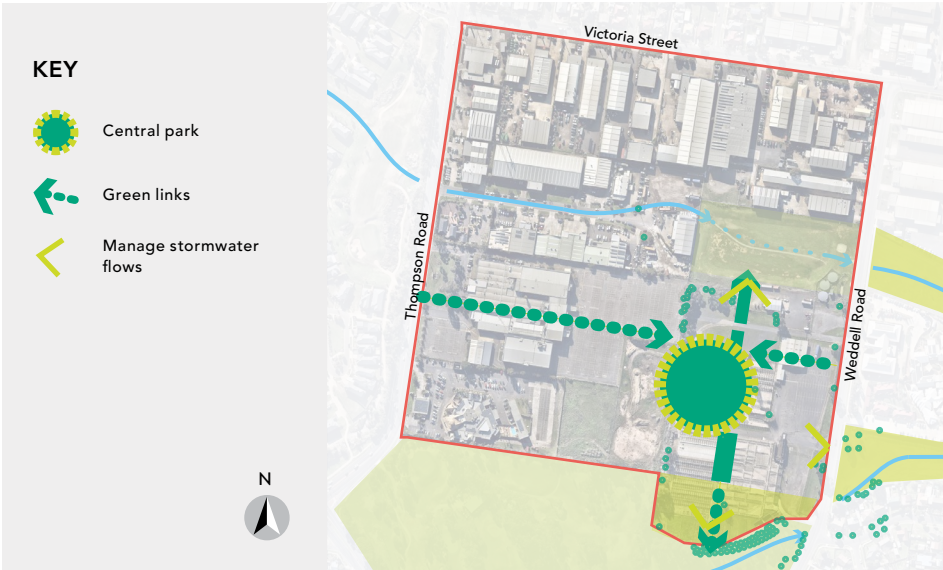 KEY
Central park
Green links
Manage stormwater
flows
N
Victoria Street
Thompson Road
Weddell Road